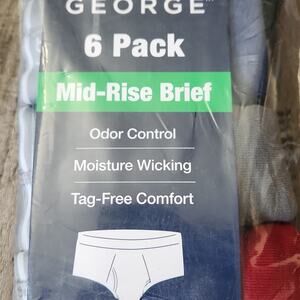 GEORGE
6 Pack
Mid-Rise Brief
Odor Control
Moisture Wicking
Tag-Free Comfort